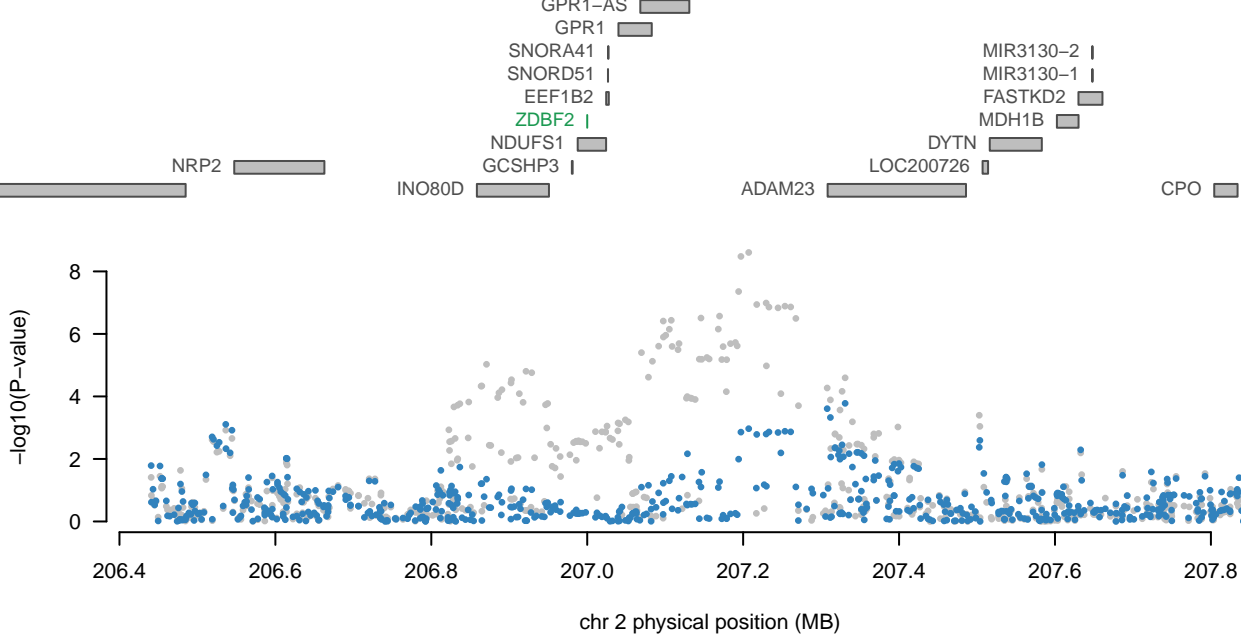 GPR1−AS
GPR1
SNORA41 MIR3130−2
SNORD51 MIR3130−1
EEF1B2 FASTKD2
ZDBF2 MDH1B
NDUFS1 DYTN
NRP2 GCSHP3 LOC200726
INO80D ADAM23 CPO
8
6
4
2
0
−log10(P−value)
206.4 206.6 206.8 207.0 207.2 207.4 207.6 207.8
chr 2 physical position (MB)